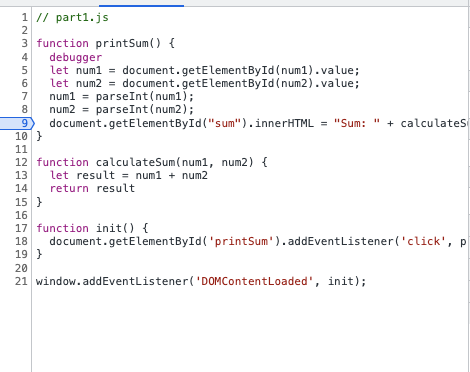 1 // part1.js
2
3 function printSum() {
4   debugger
5   let num1 = document.getElementById(num1).value;
6   let num2 = document.getElementById(num2).value;
7   num1 = parseInt(num1);
8   num2 = parseInt(num2);
9   document.getElementById("sum").innerHTML = "Sum: " + calculateS
10 }
11
12 function calculateSum(num1, num2) {
13   let result = num1 + num2
14   return result
15 }
16
17 function init() {
18   document.getElementById('printSum').addEventListener('click', p
19 }
20
21 window.addEventListener('DOMContentLoaded', init);